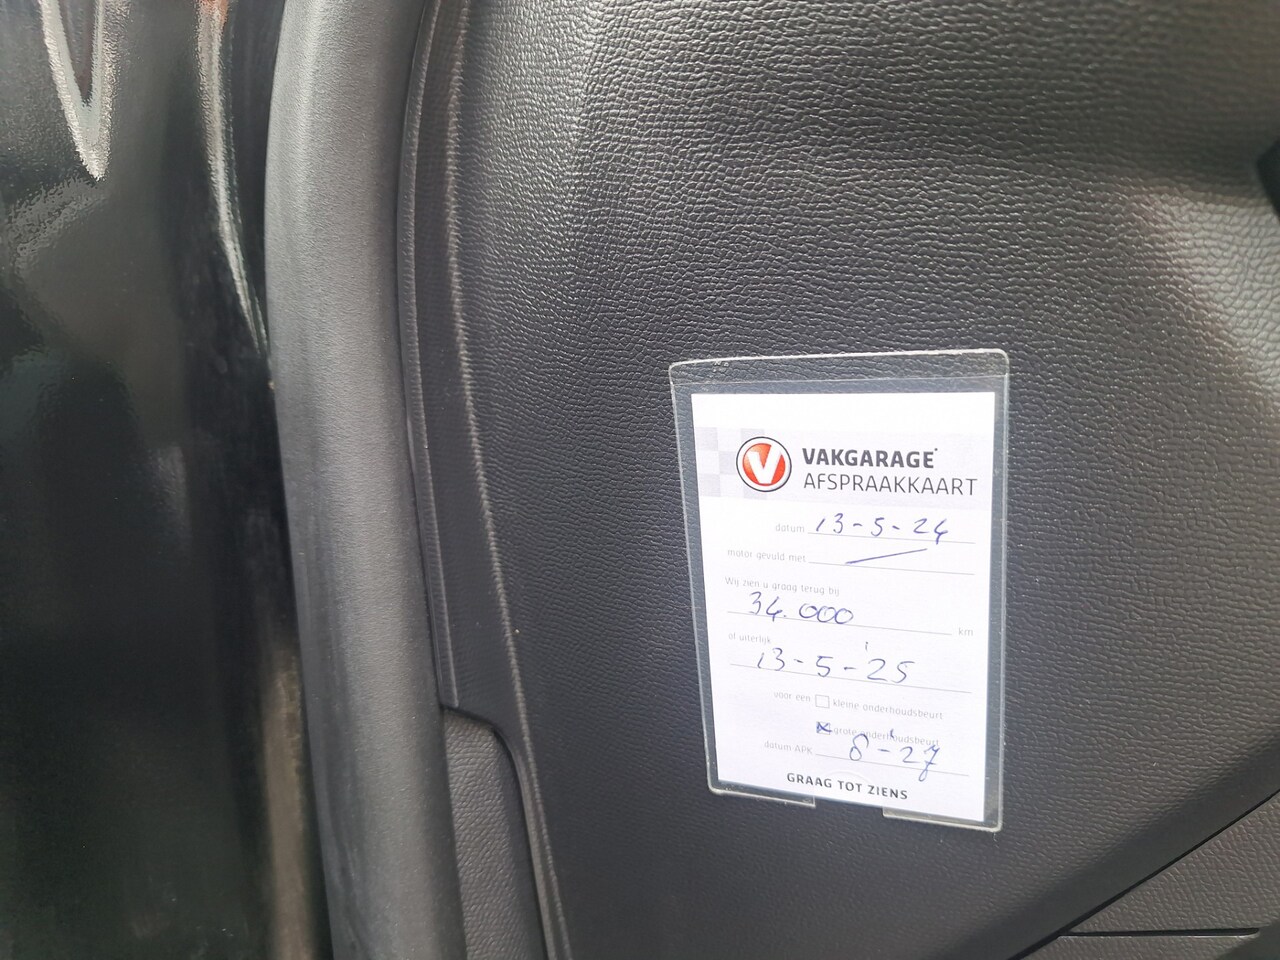 V
VAKGARAGE
AFSPRAAKKAART
datum 13-5-24
motor gevuld met
Wij zien u graag terug bij
34.000 km
of uiterlijk
13-5-'25
voor een kleine onderhoudsbeurt
grote onderhoudsbeurt
datum APK 8-'27
GRAAG TOT ZIENS